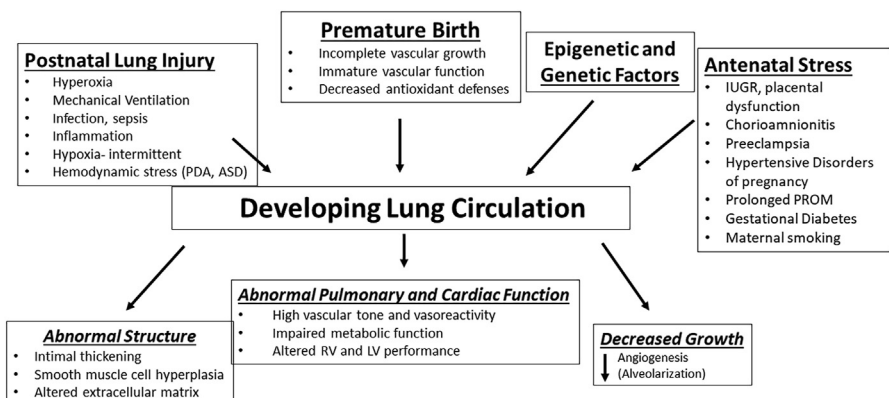 Premature Birth
• Incomplete vascular growth
• Immature vascular function
• Decreased antioxidant defenses
Postnatal Lung Injury
• Hyperoxia
• Mechanical Ventilation
• Infection, sepsis
• Inflammation
• Hypoxia- intermittent
• Hemodynamic stress (PDA, ASD)
Epigenetic and
Genetic Factors
Antenatal Stress
• IUGR, placental
dysfunction
• Chorioamnionitis
• Preeclampsia
• Hypertensive Disorders
of pregnancy
• Prolonged PROM
• Gestational Diabetes
• Maternal smoking
Developing Lung Circulation
Abnormal Structure
• Intimal thickening
• Smooth muscle cell hyperplasia
• Altered extracellular matrix
Abnormal Pulmonary and Cardiac Function
• High vascular tone and vasoreactivity
• Impaired metabolic function
• Altered RV and LV performance
Decreased Growth
Angiogenesis
(Alveolarization)